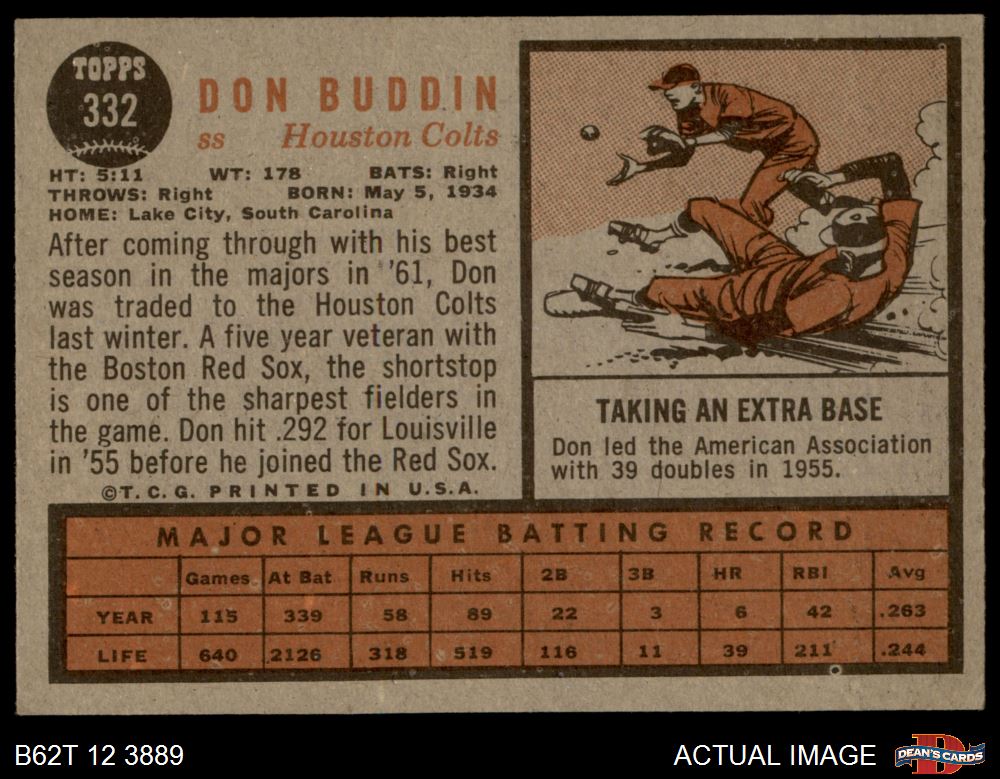 TOPPS
332
DON BUDDIN
SS Houston Colts
HT: 5:11 WT: 178 BATS: Right
THROWS: Right BORN: May 5, 1934
HOME: Lake City, South Carolina
After coming through with his best
season in the majors in '61, Don
was traded to the Houston Colts
last winter. A five year veteran with
the Boston Red Sox, the shortstop
is one of the sharpest fielders in
the game. Don hit .292 for Louisville
in '55 before he joined the Red Sox.
©T.C.G. PRINTED IN U.S.A.
TAKING AN EXTRA BASE
Don led the American Association
with 39 doubles in 1955.
MAJOR LEAGUE BATTING RECORD
Games At Bat Runs Hits 2B 3B HR RBI Avg
YEAR 115 339 58 89 22 3 6 42 .263
LIFE 640 2126 318 519 116 11 39 211 .244
B62T 12 3889
ACTUAL IMAGE
DEAN'S CARDS